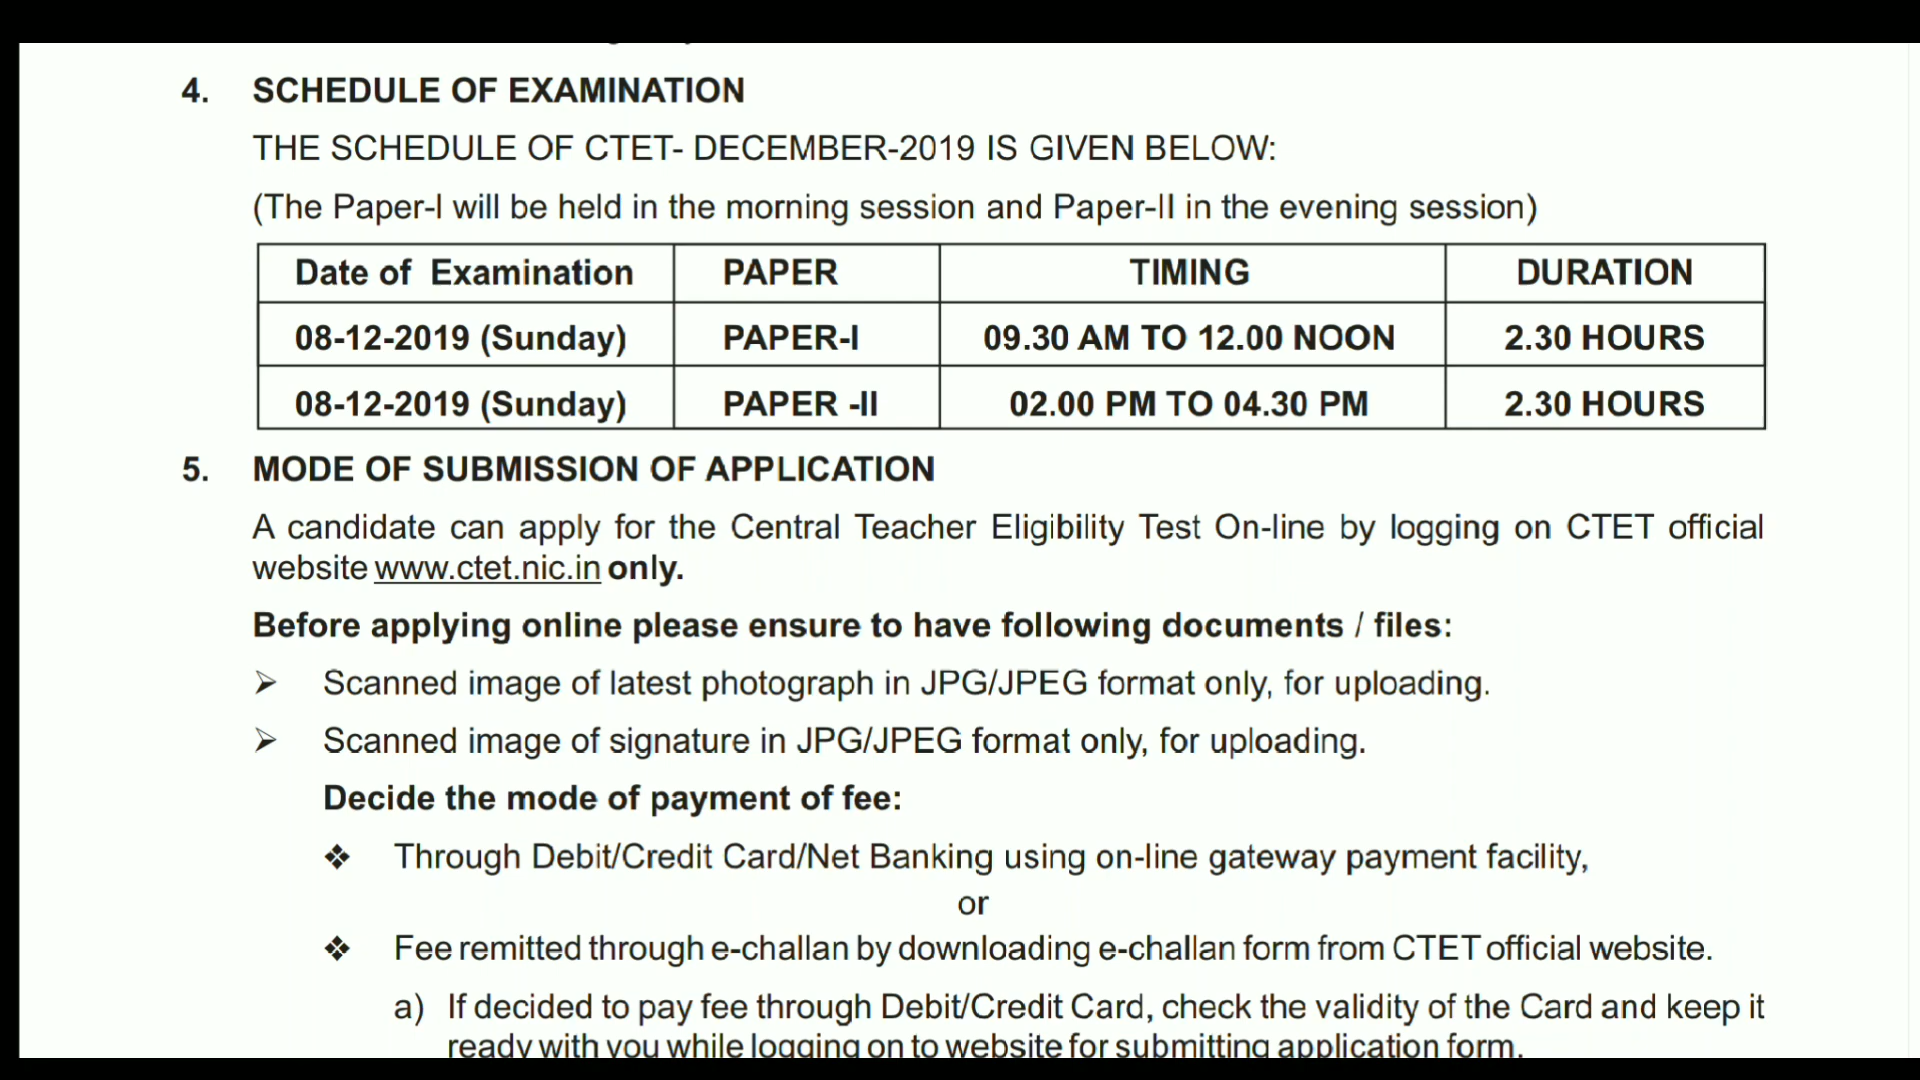 4. SCHEDULE OF EXAMINATION
THE SCHEDULE OF CTET- DECEMBER-2019 IS GIVEN BELOW:
(The Paper-I will be held in the morning session and Paper-II in the evening session)
Date of Examination PAPER TIMING DURATION
08-12-2019 (Sunday) PAPER-I 09.30 AM TO 12.00 NOON 2.30 HOURS
08-12-2019 (Sunday) PAPER -II 02.00 PM TO 04.30 PM 2.30 HOURS
5. MODE OF SUBMISSION OF APPLICATION
A candidate can apply for the Central Teacher Eligibility Test On-line by logging on CTET official
website www.ctet.nic.in only.
Before applying online please ensure to have following documents / files:
➢ Scanned image of latest photograph in JPG/JPEG format only, for uploading.
➢ Scanned image of signature in JPG/JPEG format only, for uploading.
Decide the mode of payment of fee:
❖ Through Debit/Credit Card/Net Banking using on-line gateway payment facility,
or
❖ Fee remitted through e-challan by downloading e-challan form from CTET official website.
a) If decided to pay fee through Debit/Credit Card, check the validity of the Card and keep it
ready with you while logging on to website for submitting application form.